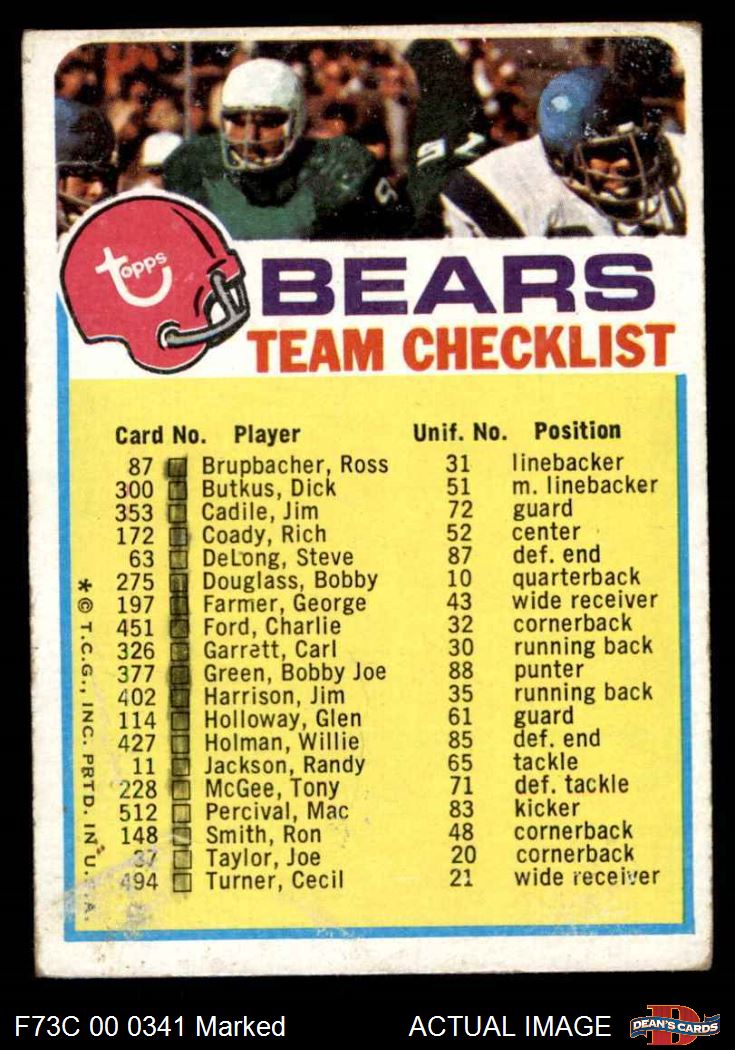 91
topps
BEARS
TEAM CHECKLIST
Card No. Player Unif. No. Position
87 Brupbacher, Ross 31 linebacker
300 Butkus, Dick 51 m. linebacker
353 Cadile, Jim 72 guard
172 Coady, Rich 52 center
63 DeLong, Steve 87 def. end
275 Douglass, Bobby 10 quarterback
197 Farmer, George 43 wide receiver
451 Ford, Charlie 32 cornerback
326 Garrett, Carl 30 running back
377 Green, Bobby Joe 88 punter
402 Harrison, Jim 35 running back
114 Holloway, Glen 61 guard
427 Holman, Willie 85 def. end
11 Jackson, Randy 65 tackle
228 McGee, Tony 71 def. tackle
512 Percival, Mac 83 kicker
148 Smith, Ron 48 cornerback
37 Taylor, Joe 20 cornerback
494 Turner, Cecil 21 wide receiver
* © T.C.G., INC. PRTD. IN U.S.A.
F73C 00 0341 Marked
ACTUAL IMAGE
DEAN'S CARDS